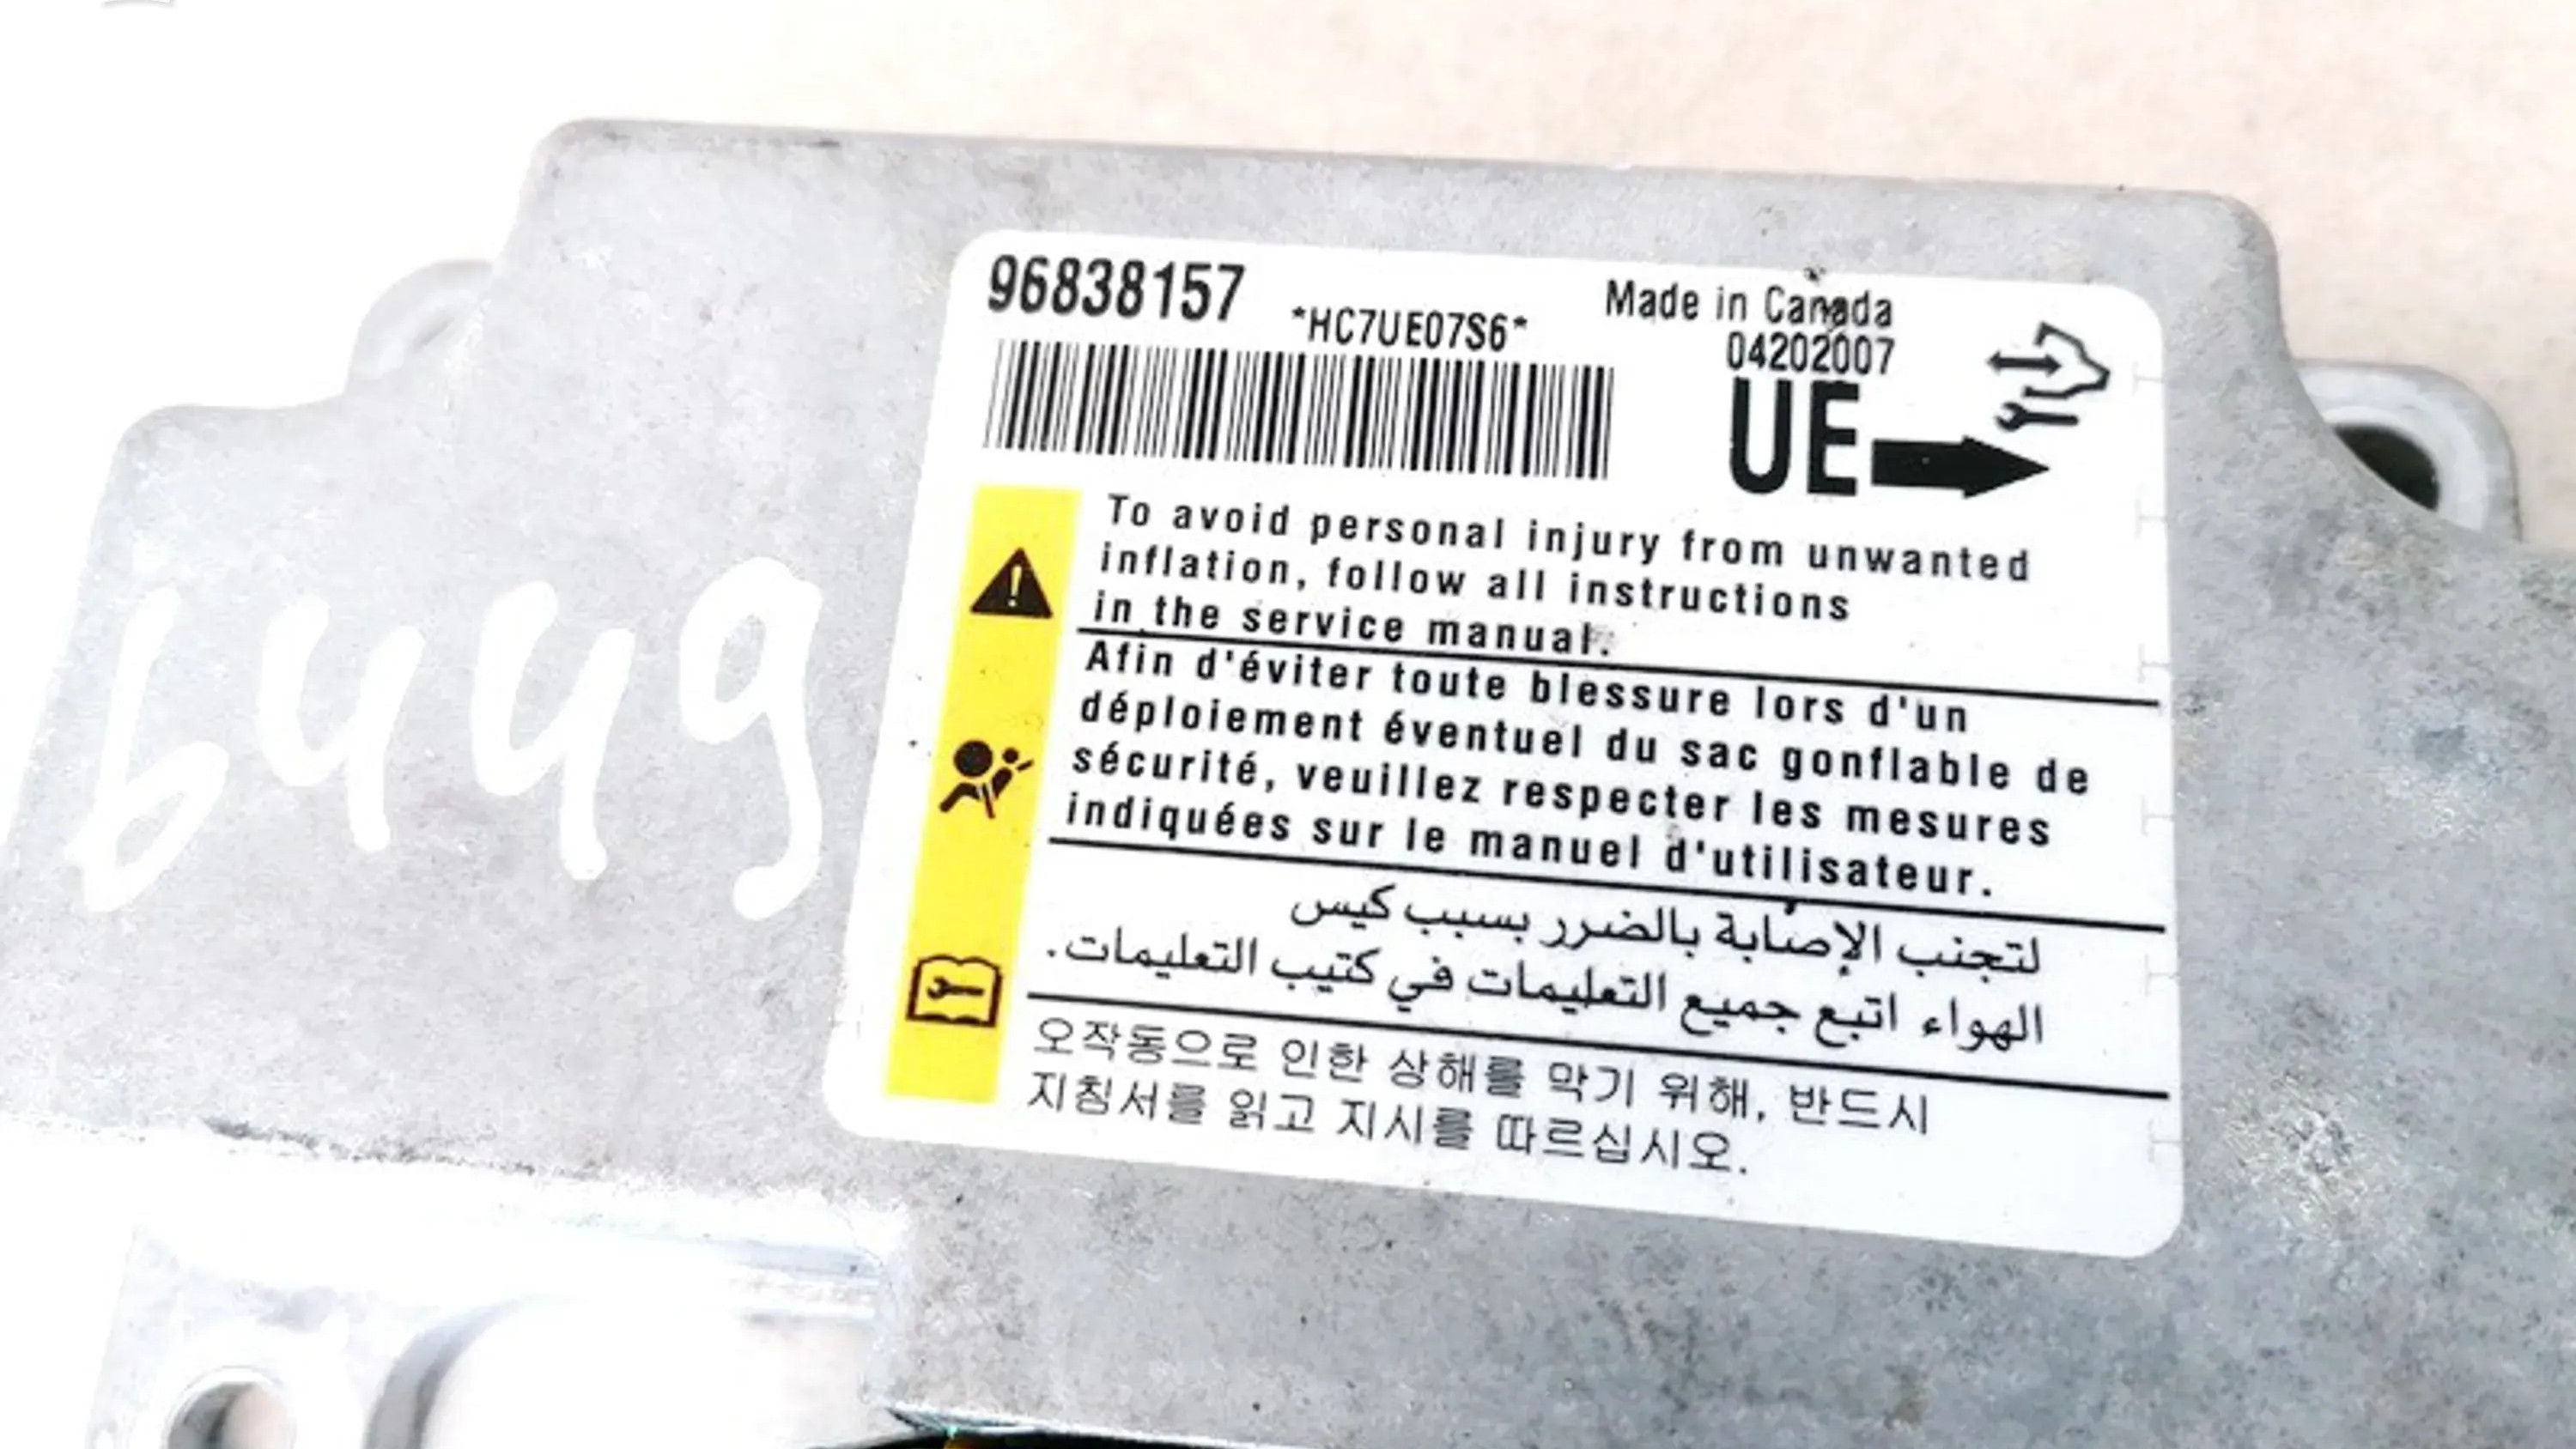 96838157
*HC7UE07S6*
Made in Canada
04202007
UE
To avoid personal injury from unwanted
inflation, follow all instructions
in the service manual.
Afin d'éviter toute blessure lors d'un
déploiement éventuel du sac gonflable de
sécurité, veuillez respecter les mesures
indiquées sur le manuel d'utilisateur.
لتجنب الإصابة بالضرر بسبب كيس
الهواء اتبع جميع التعليمات في كتيب التعليمات.
오작동으로 인한 상해를 막기 위해, 반드시
지침서를 읽고 지시를 따르십시오.
6449